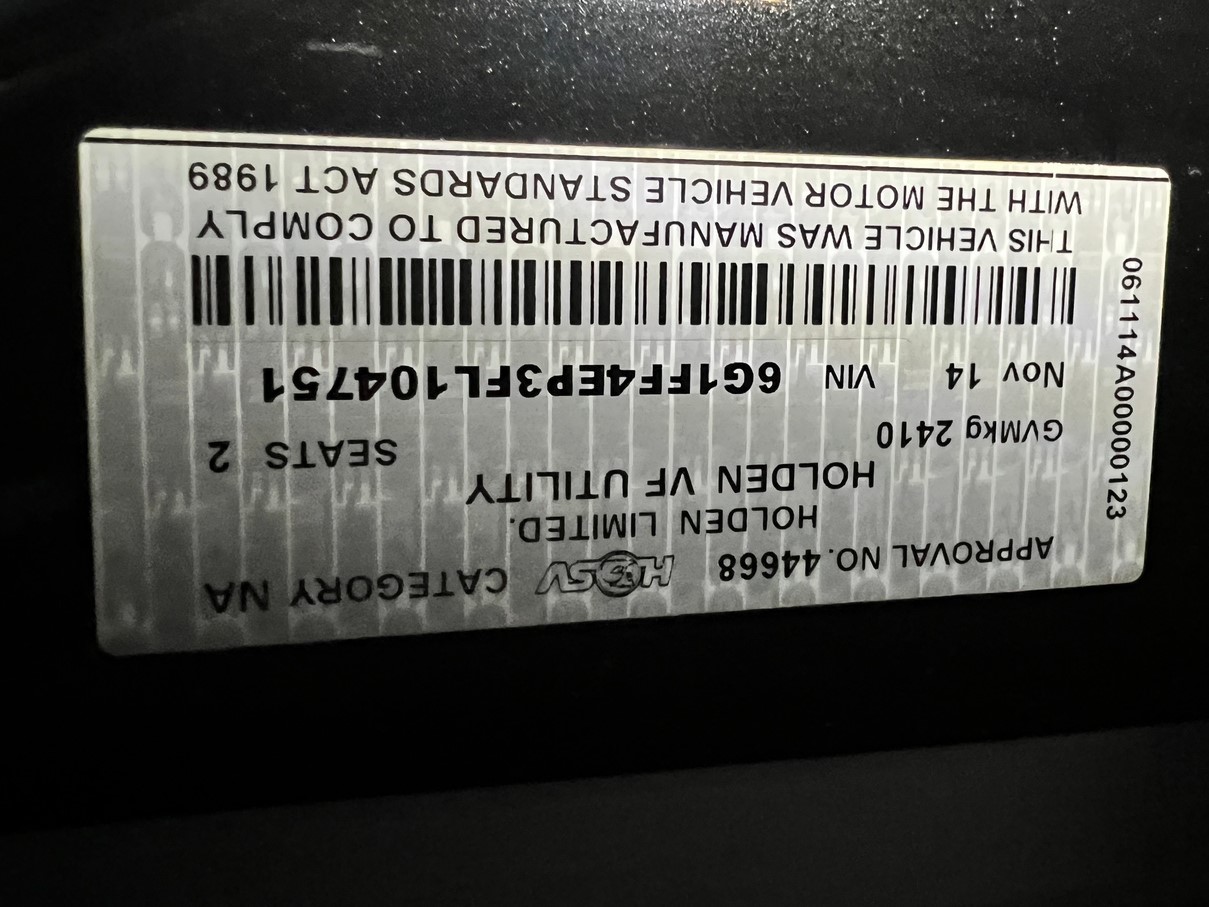 APPROVAL NO. 44668 HSV CATEGORY NA
HOLDEN LIMITED.
HOLDEN VF UTILITY
GVMkg 2410 SEATS 2
Nov 14 VIN 6G1FF4EP3FL104751
THIS VEHICLE WAS MANUFACTURED TO COMPLY
WITH THE MOTOR VEHICLE STANDARDS ACT 1989
061114A00000123